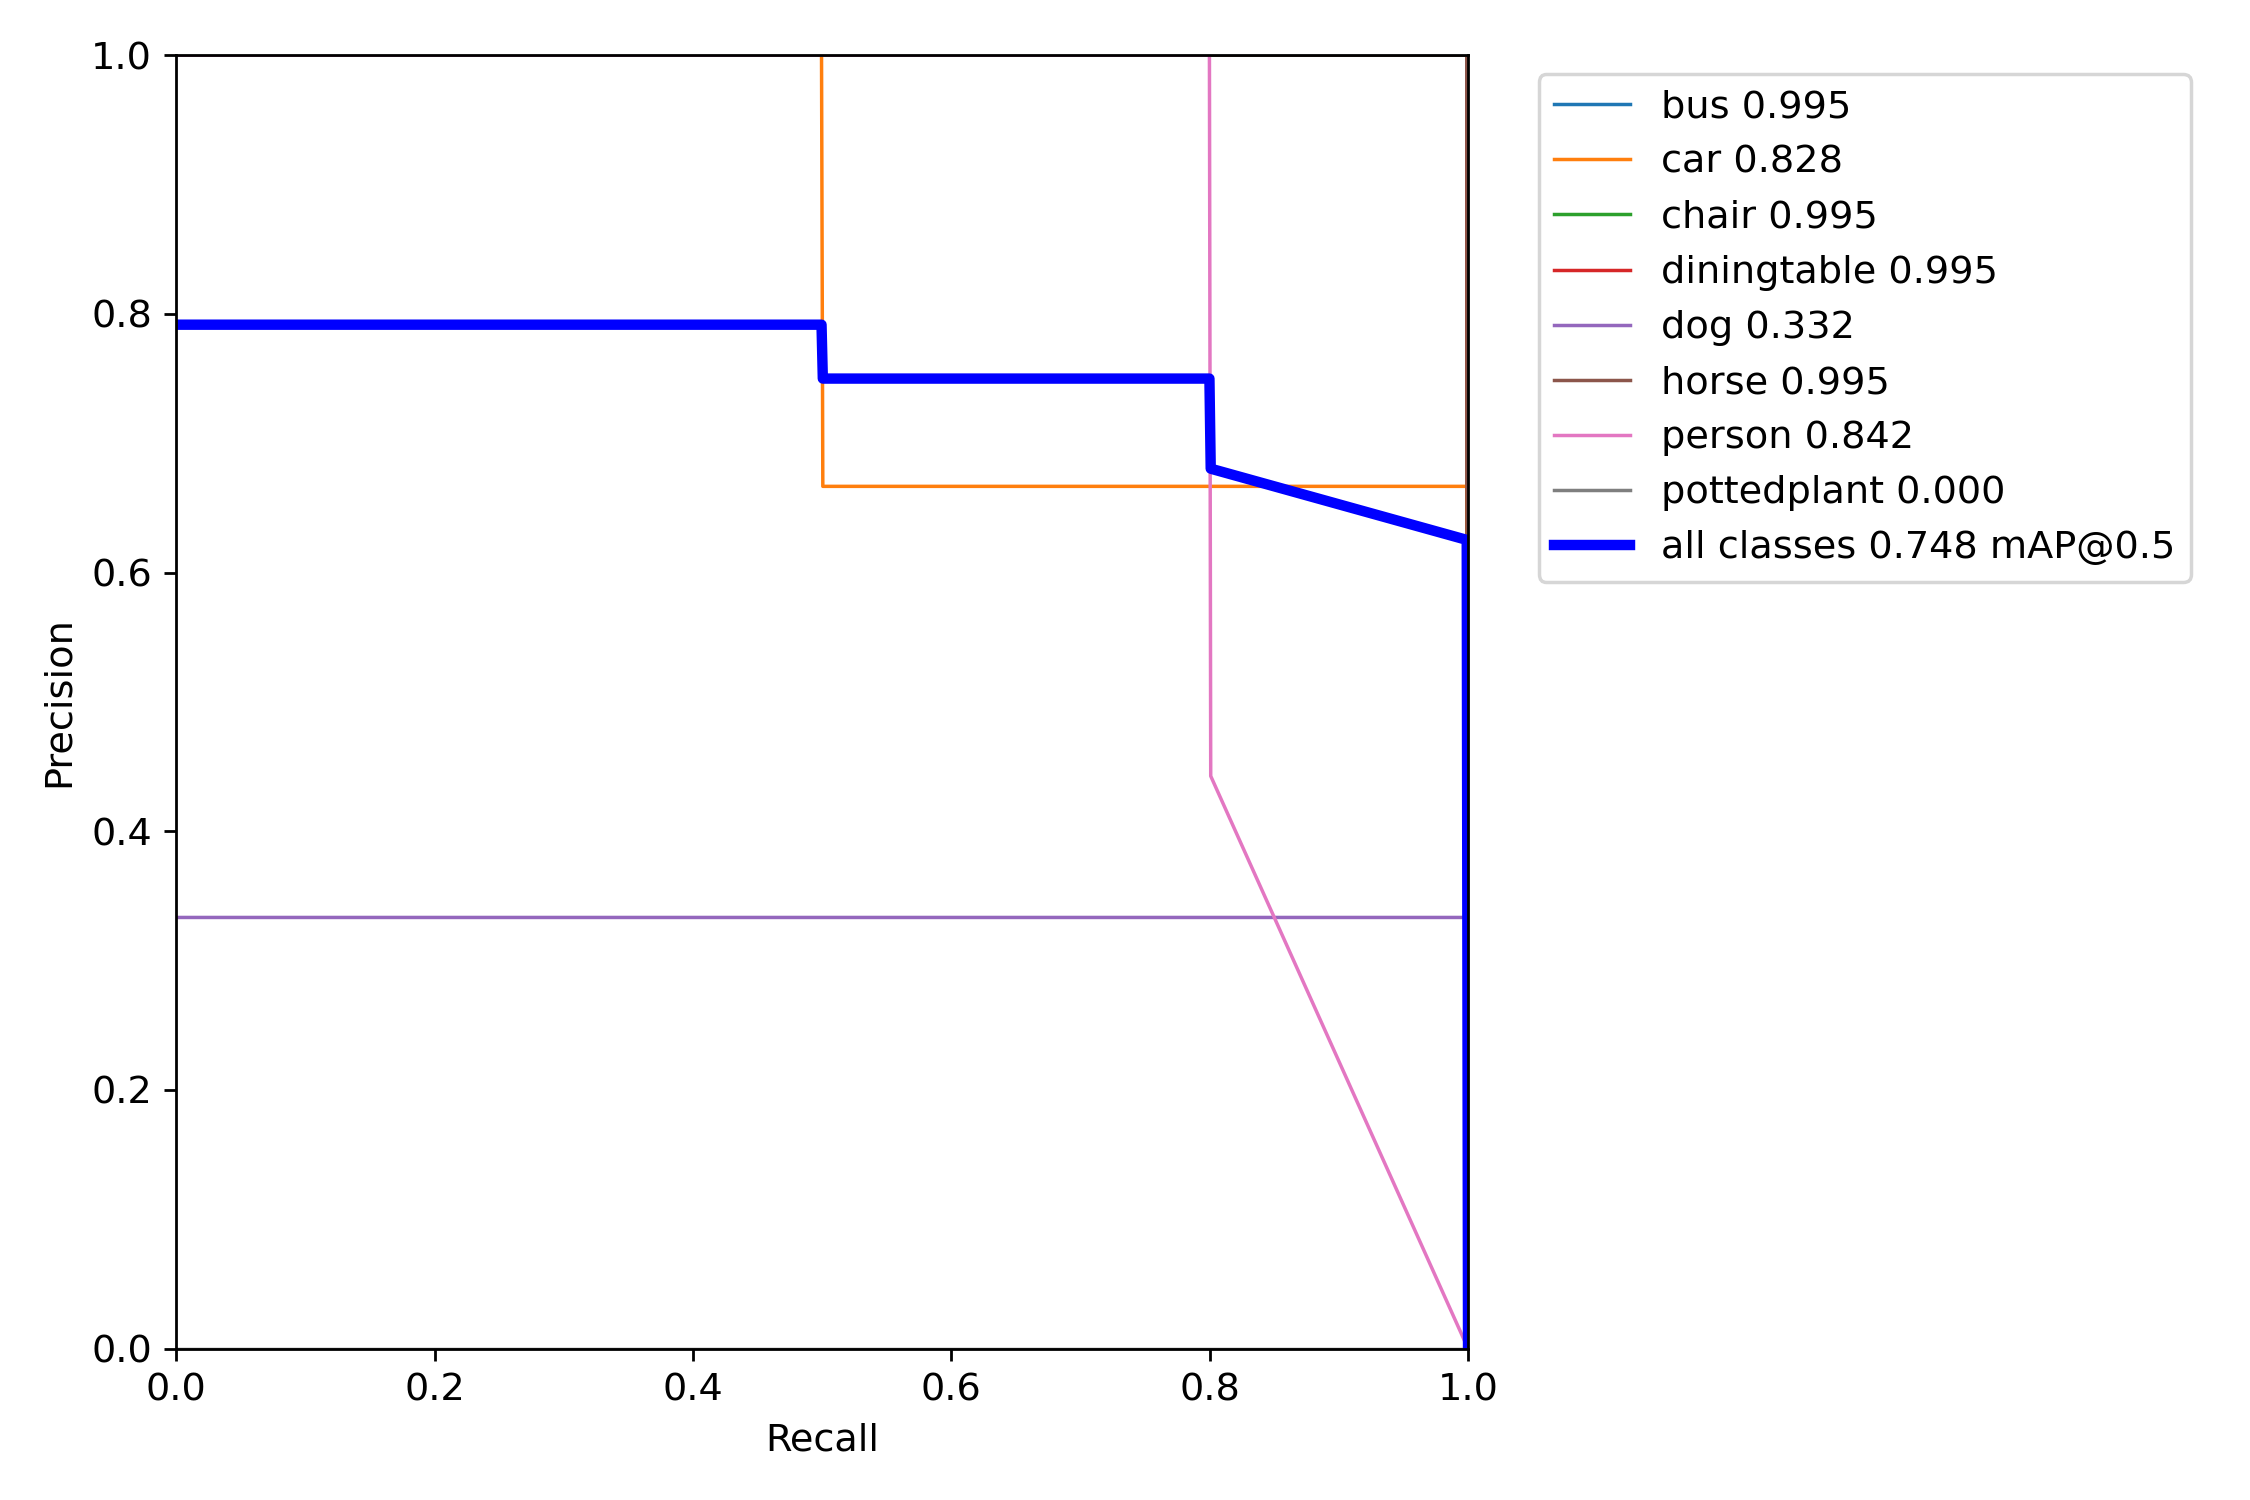 1.0
0.8
0.6
0.4
0.2
0.0
Precision
0.0 0.2 0.4 0.6 0.8 1.0
Recall
bus 0.995
car 0.828
chair 0.995
diningtable 0.995
dog 0.332
horse 0.995
person 0.842
pottedplant 0.000
all classes 0.748 mAP@0.5